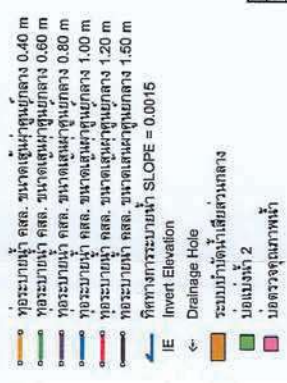 ท่อระบายน้ำ คสล. ขนาดเส้นผ่าศูนย์กลาง 0.40 m
ท่อระบายน้ำ คสล. ขนาดเส้นผ่าศูนย์กลาง 0.60 m
ท่อระบายน้ำ คสล. ขนาดเส้นผ่าศูนย์กลาง 0.80 m
ท่อระบายน้ำ คสล. ขนาดเส้นผ่าศูนย์กลาง 1.00 m
ท่อระบายน้ำ คสล. ขนาดเส้นผ่าศูนย์กลาง 1.20 m
ท่อระบายน้ำ คสล. ขนาดเส้นผ่าศูนย์กลาง 1.50 m
ทิศทางการระบายน้ำ SLOPE = 0.0015
IE Invert Elevation
Drainage Hole
ระบบบำบัดน้ำเสียส่วนกลาง
บ่อแบ่งน้ำ 2
บ่อตรวจคุณภาพน้ำ